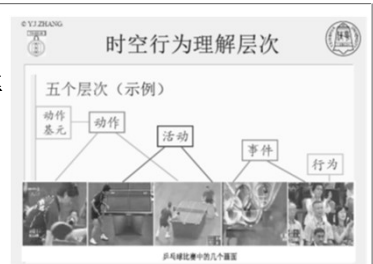 © Y.J.ZHANG
时空行为理解层次
五个层次（示例）
动作
基元
动作
活动
事件
行为
乒乓球比赛中的几个画面